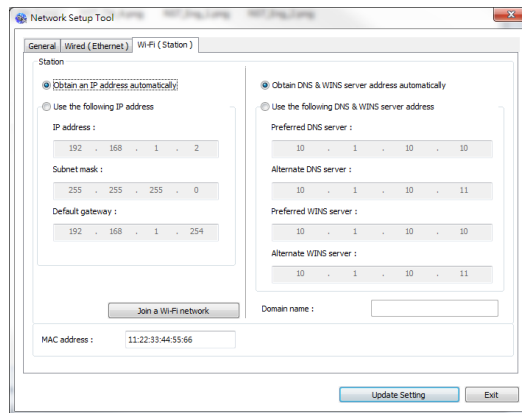 Network Setup Tool
General Wired ( Ethernet ) Wi-Fi ( Station )
Station
Obtain an IP address automatically
Use the following IP address
IP address :
192 . 168 . 1 . 2
Subnet mask :
255 . 255 . 255 . 0
Default gateway :
192 . 168 . 1 . 254
Join a Wi-Fi network
Obtain DNS & WINS server address automatically
Use the following DNS & WINS server address
Preferred DNS server :
10 . 1 . 10 . 10
Alternate DNS server :
10 . 1 . 10 . 11
Preferred WINS server :
10 . 1 . 10 . 10
Alternate WINS server :
10 . 1 . 10 . 11
Domain name :
MAC address : 11:22:33:44:55:66
Update Setting Exit